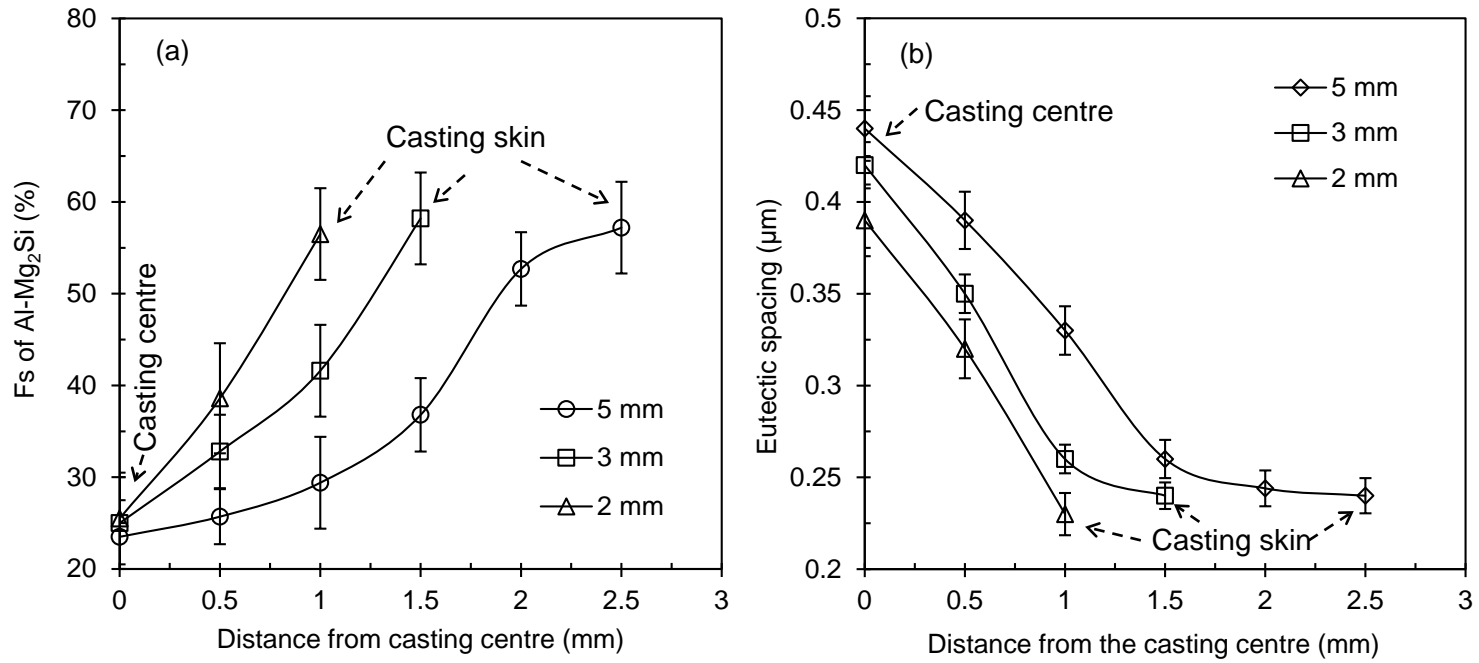 (a)
80
70
60
50
40
30
20
Fs of Al-Mg₂Si (%)
Casting skin
Casting centre
5 mm
3 mm
2 mm
0 0.5 1 1.5 2 2.5 3
Distance from casting centre (mm)
(b)
0.5
0.45
0.4
0.35
0.3
0.25
0.2
Eutectic spacing (µm)
Casting centre
5 mm
3 mm
2 mm
Casting skin
0 0.5 1 1.5 2 2.5 3
Distance from the casting centre (mm)